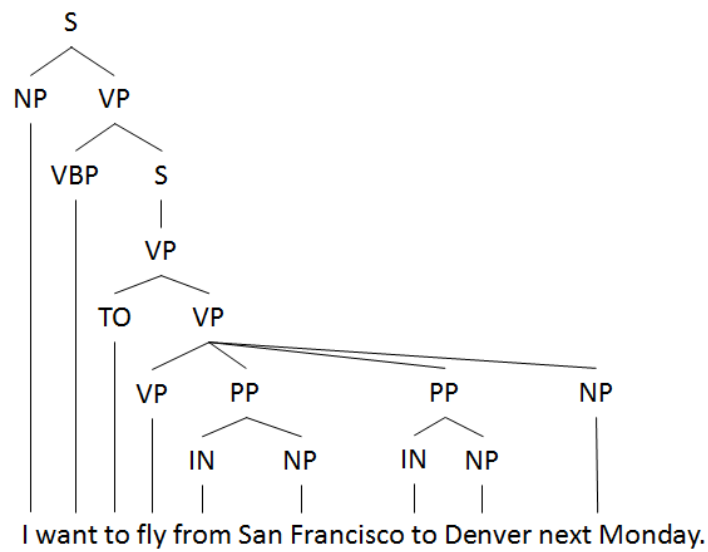 S
NP VP
VBP S
VP
TO VP
VP PP PP NP
IN NP IN NP
I want to fly from San Francisco to Denver next Monday.